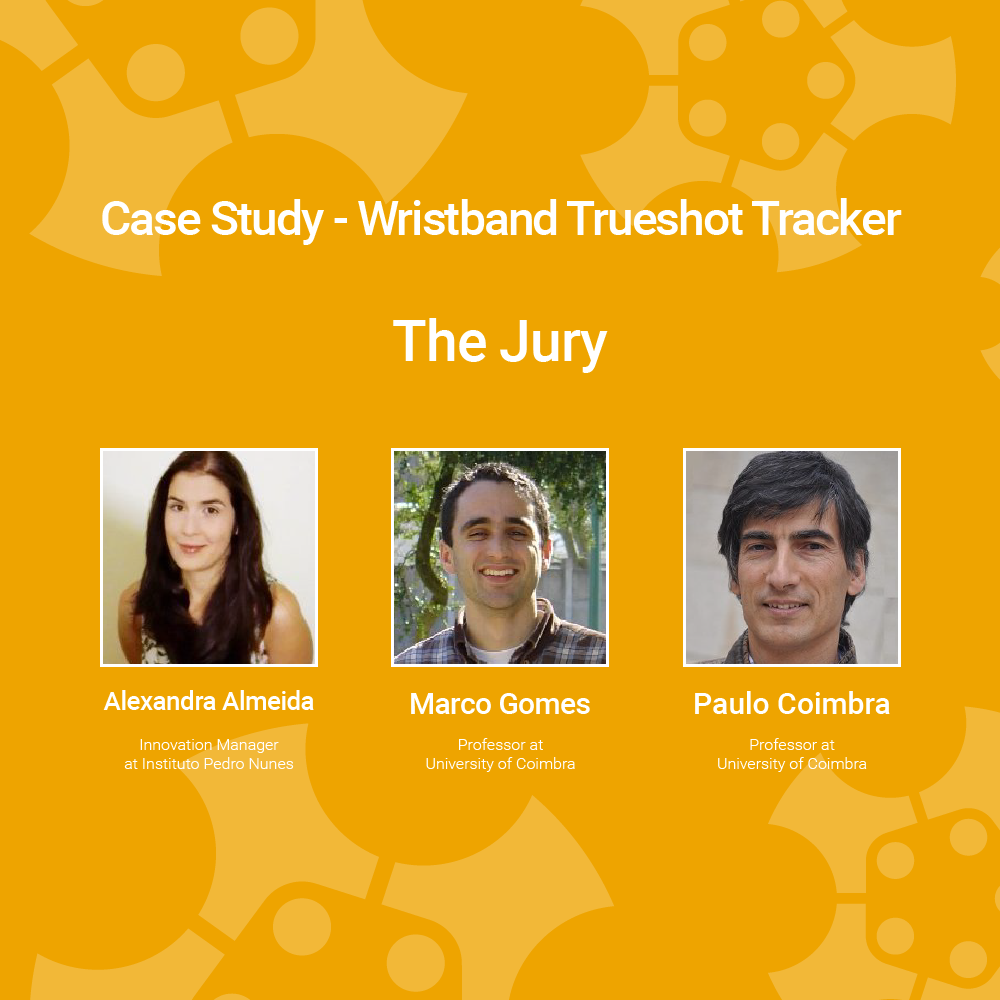 Case Study - Wristband Trueshot Tracker
The Jury
Alexandra Almeida
Innovation Manager
at Instituto Pedro Nunes
Marco Gomes
Professor at
University of Coimbra
Paulo Coimbra
Professor at
University of Coimbra